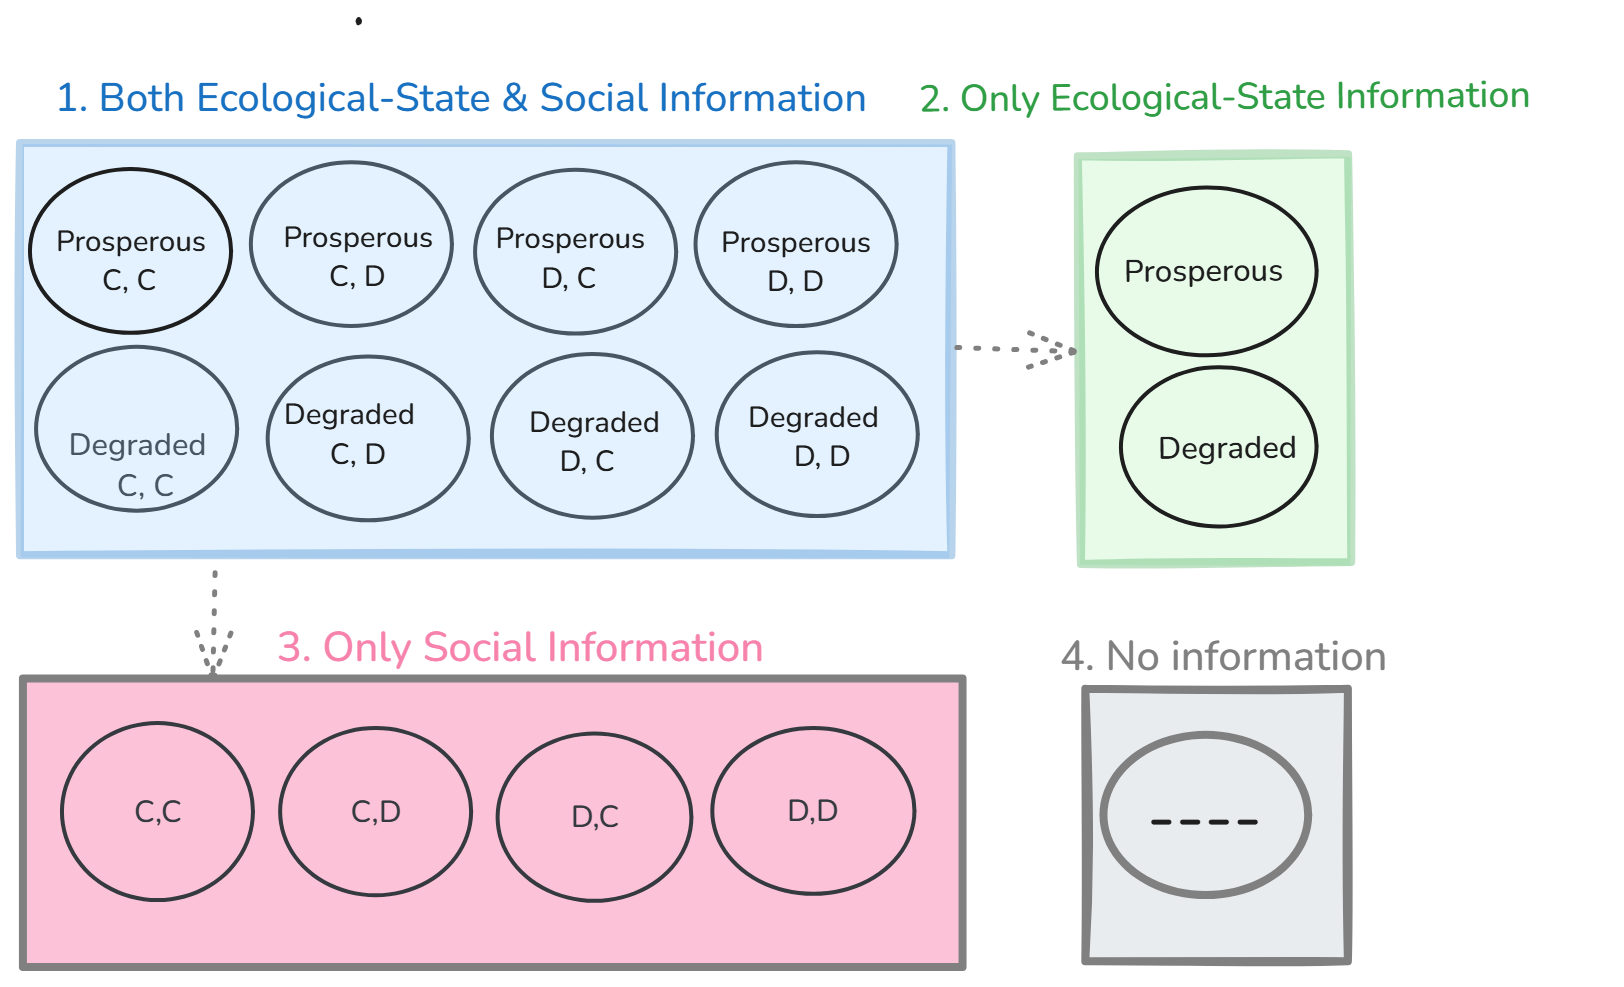 1. Both Ecological-State & Social Information
2. Only Ecological-State Information
Prosperous
C, C
Prosperous
C, D
Prosperous
D, C
Prosperous
D, D
Degraded
C, C
Degraded
C, D
Degraded
D, C
Degraded
D, D
Prosperous
Degraded
3. Only Social Information
C,C
C,D
D,C
D,D
4. No information